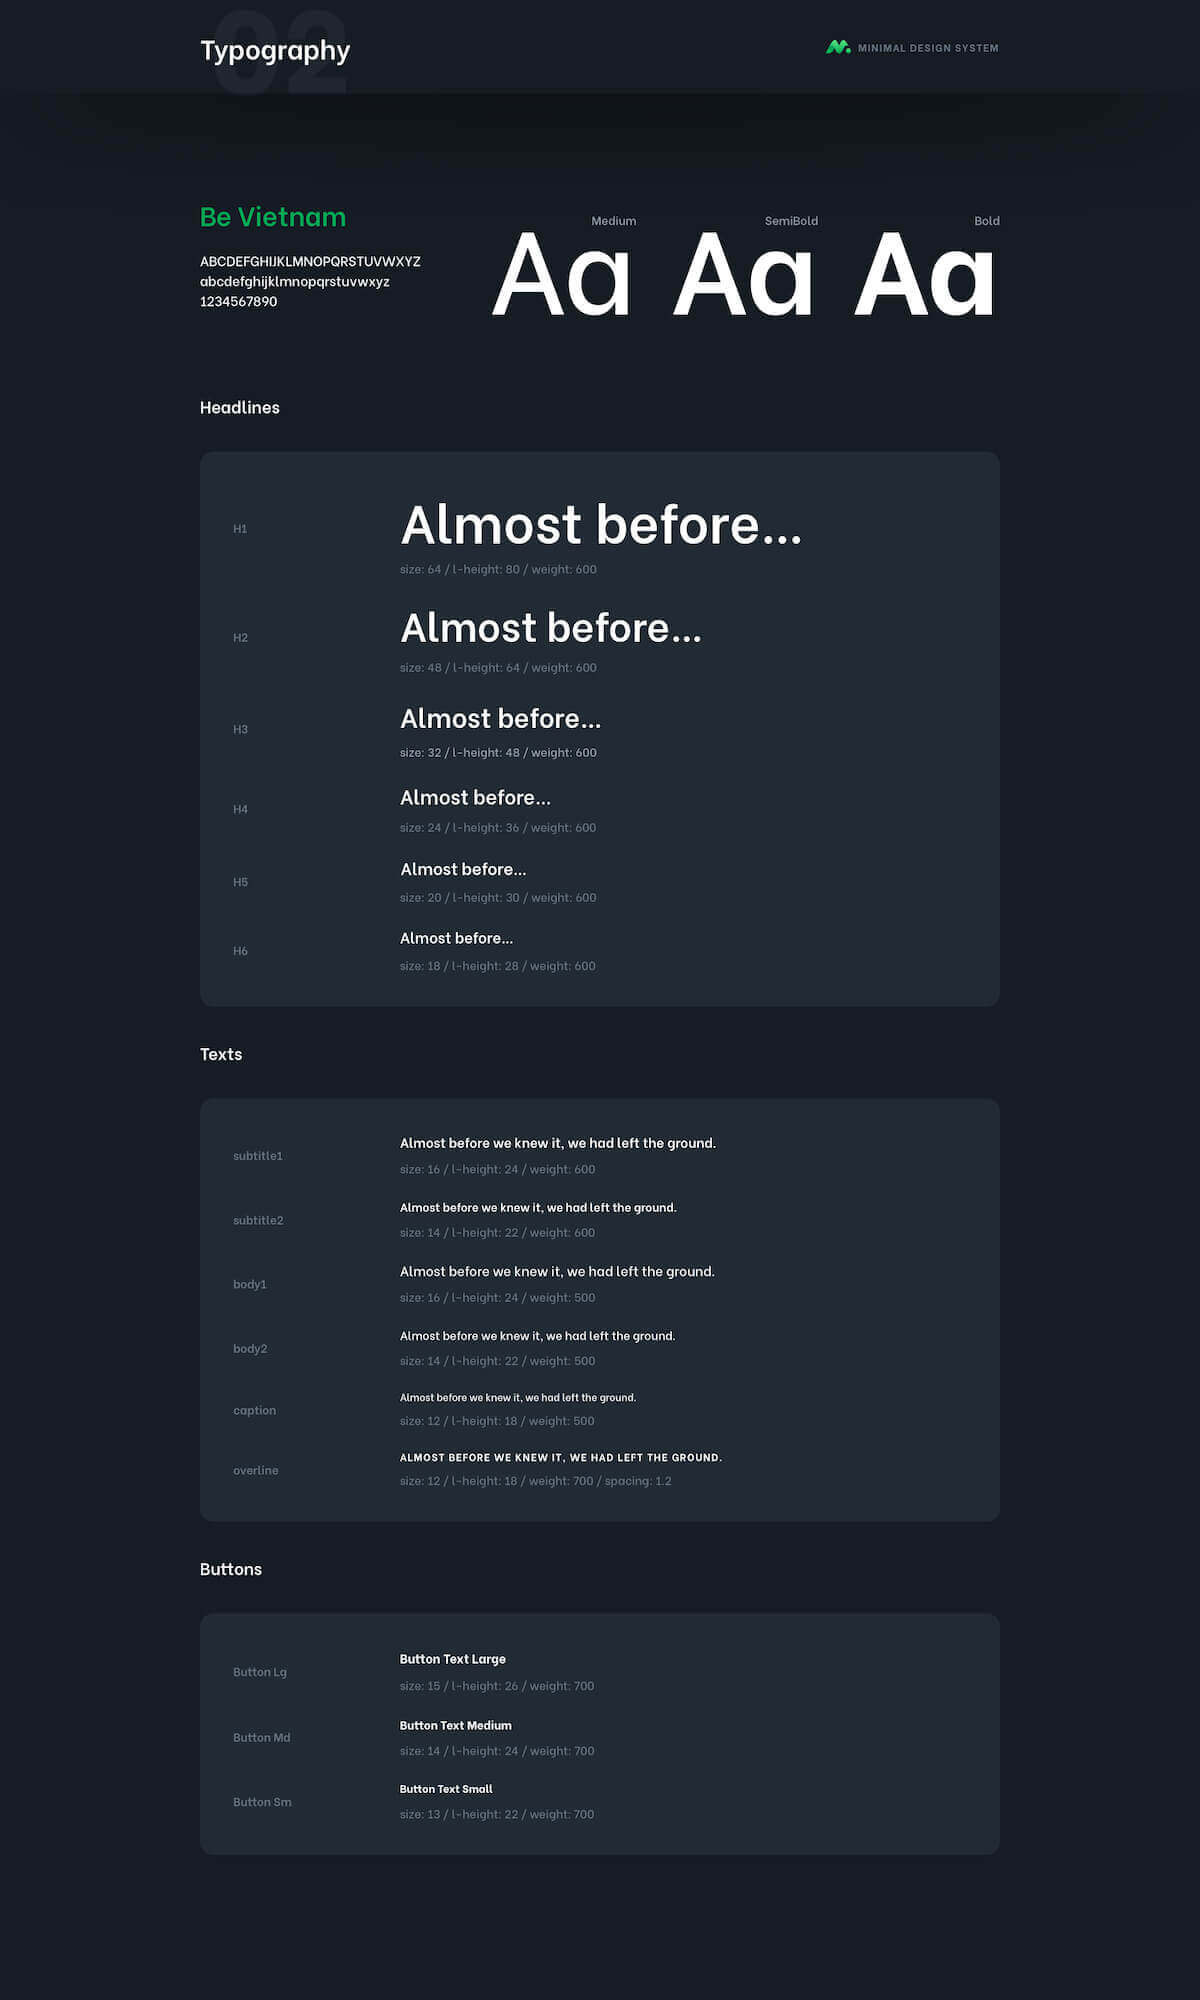 02
Typography
MINIMAL DESIGN SYSTEM
Be Vietnam
ABCDEFGHIJKLMNOPQRSTUVWXYZ
abcdefghijklmnopqrstuvwxyz
1234567890
Medium
Aa
SemiBold
Aa
Bold
Aa
Headlines
H1
Almost before...
size: 64 / l-height: 80 / weight: 600
H2
Almost before...
size: 48 / l-height: 64 / weight: 600
H3
Almost before...
size: 32 / l-height: 48 / weight: 600
H4
Almost before...
size: 24 / l-height: 36 / weight: 600
H5
Almost before...
size: 20 / l-height: 30 / weight: 600
H6
Almost before...
size: 18 / l-height: 28 / weight: 600
Texts
subtitle1
Almost before we knew it, we had left the ground.
size: 16 / l-height: 24 / weight: 600
subtitle2
Almost before we knew it, we had left the ground.
size: 14 / l-height: 22 / weight: 600
body1
Almost before we knew it, we had left the ground.
size: 16 / l-height: 24 / weight: 500
body2
Almost before we knew it, we had left the ground.
size: 14 / l-height: 22 / weight: 500
caption
Almost before we knew it, we had left the ground.
size: 12 / l-height: 18 / weight: 500
overline
ALMOST BEFORE WE KNEW IT, WE HAD LEFT THE GROUND.
size: 12 / l-height: 18 / weight: 700 / spacing: 1.2
Buttons
Button Lg
Button Text Large
size: 15 / l-height: 26 / weight: 700
Button Md
Button Text Medium
size: 14 / l-height: 24 / weight: 700
Button Sm
Button Text Small
size: 13 / l-height: 22 / weight: 700